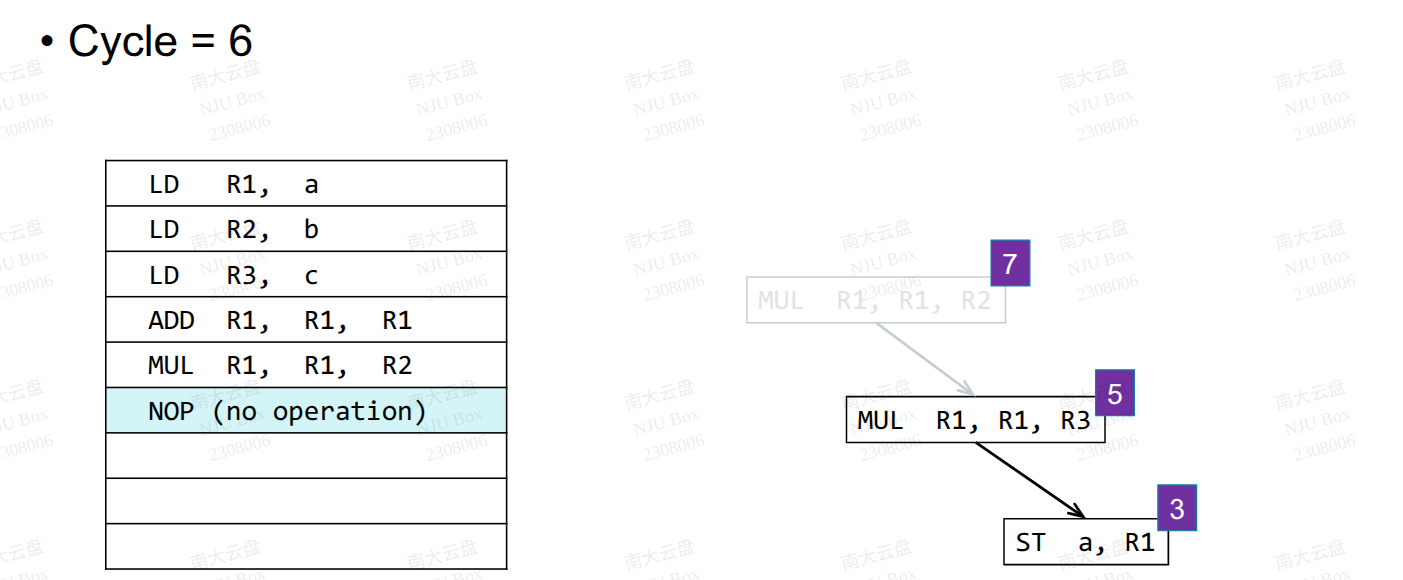 • Cycle = 6
LD R1, a
LD R2, b
LD R3, c
ADD R1, R1, R1
MUL R1, R1, R2
NOP (no operation)
7
MUL R1, R1, R2
5
MUL R1, R1, R3
3
ST a, R1
南大云盘
NJU Box
2308006